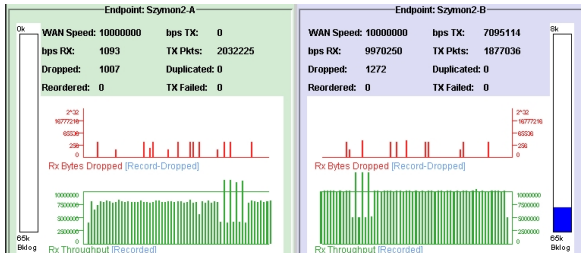 Endpoint: Szymon2-A
0k
WAN Speed: 10000000 bps TX: 0
bps RX: 1093 TX Pkts: 2032225
Dropped: 1007 Duplicated: 0
Reordered: 0 TX Failed: 0
2^32
16777216
65536
256
0
Rx Bytes Dropped [Record-Dropped]
10000000
7500000
5000000
2500000
0
65k
Bklog
Rx Throughput [Recorded]
Endpoint: Szymon2-B
WAN Speed: 10000000 bps TX: 7095114
8k
bps RX: 9970250 TX Pkts: 1877036
Dropped: 1272 Duplicated: 0
Reordered: 0 TX Failed: 0
2^32
16777216
65536
256
0
Rx Bytes Dropped [Record-Dropped]
10000000
7500000
5000000
2500000
0
65k
Bklog
Rx Throughput [Recorded]